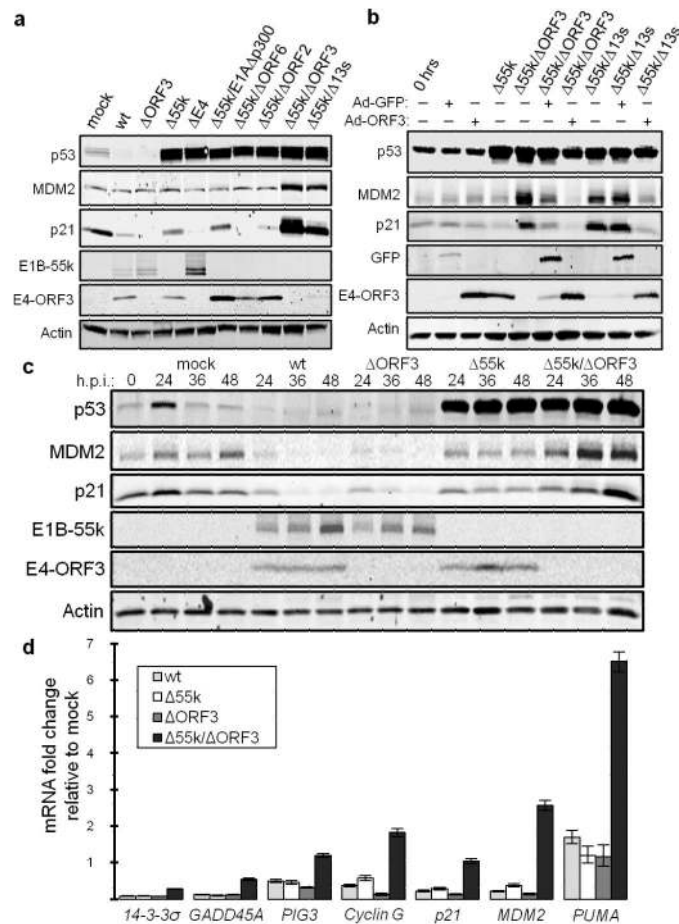 a
mock
wt
ΔORF3
Δ55k
ΔE4
Δ55k/E1AΔΔp300
Δ55k/ΔORF6
Δ55k/ΔORF2
Δ55k/ΔORF3
Δ55k/Δ13s
p53
MDM2
p21
E1B-55k
E4-ORF3
Actin
b
0 hrs
Δ55k
Δ55k/ΔORF3
Δ55k/ΔORF3
Δ55k/ΔORF3
Δ55k/Δ13s
Δ55k/Δ13s
Δ55k/Δ13s
Ad-GFP: – + – – – + – – + –
Ad-ORF3: – – + – – – + – – +
p53
MDM2
p21
GFP
E4-ORF3
Actin
c
mock wt ΔORF3 Δ55k Δ55k/ΔORF3
h.p.i.: 0 24 36 48 24 36 48 24 36 48 24 36 48 24 36 48
p53
MDM2
p21
E1B-55k
E4-ORF3
Actin
d
mRNA fold change
relative to mock
7
6
5
4
3
2
1
wt
Δ55k
ΔORF3
Δ55k/ΔORF3
14-3-3σ GADD45A PIG3 Cyclin G p21 MDM2 PUMA